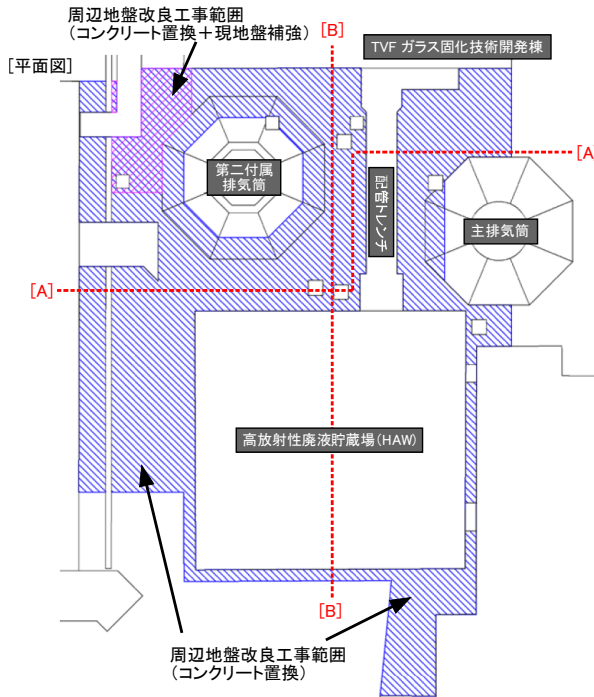 周辺地盤改良工事範囲
(コンクリート置換＋現地盤補強)
[B]
TVF ガラス固化技術開発棟
[平面図]
[A]
第二付属
排気筒
配管トレンチ
主排気筒
[A]
高放射性廃液貯蔵場(HAW)
[B]
周辺地盤改良工事範囲
(コンクリート置換)